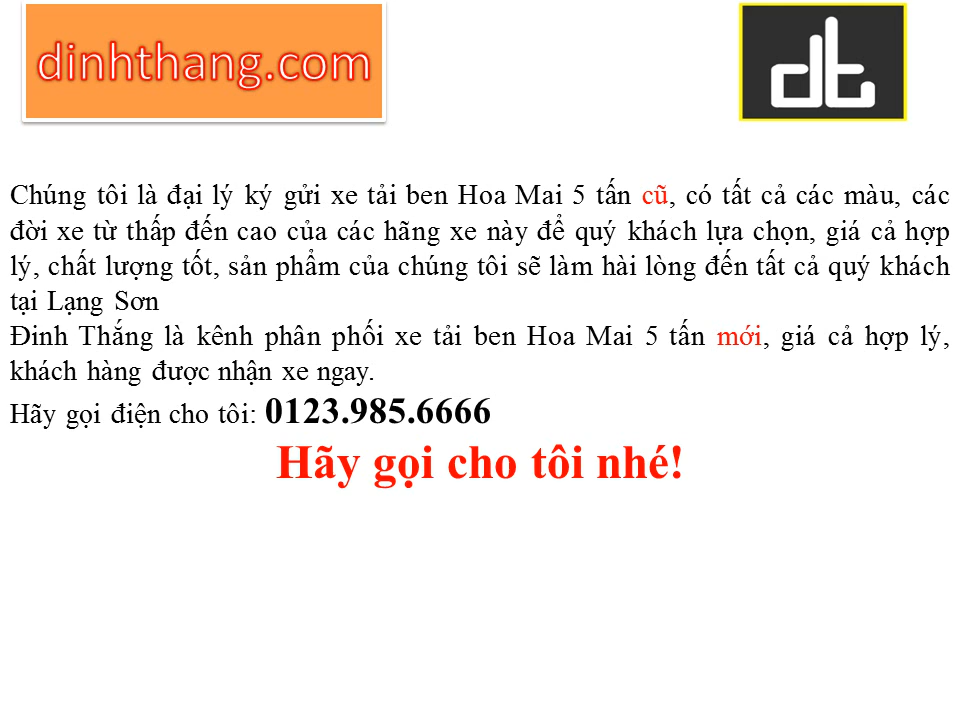 dinhthang.com
dt
Chúng tôi là đại lý ký gửi xe tải ben Hoa Mai 5 tấn cũ, có tất cả các màu, các
đời xe từ thấp đến cao của các hãng xe này để quý khách lựa chọn, giá cả hợp
lý, chất lượng tốt, sản phẩm của chúng tôi sẽ làm hài lòng đến tất cả quý khách
tại Lạng Sơn
Đinh Thắng là kênh phân phối xe tải ben Hoa Mai 5 tấn mới, giá cả hợp lý,
khách hàng được nhận xe ngay.
Hãy gọi điện cho tôi: 0123.985.6666
Hãy gọi cho tôi nhé!